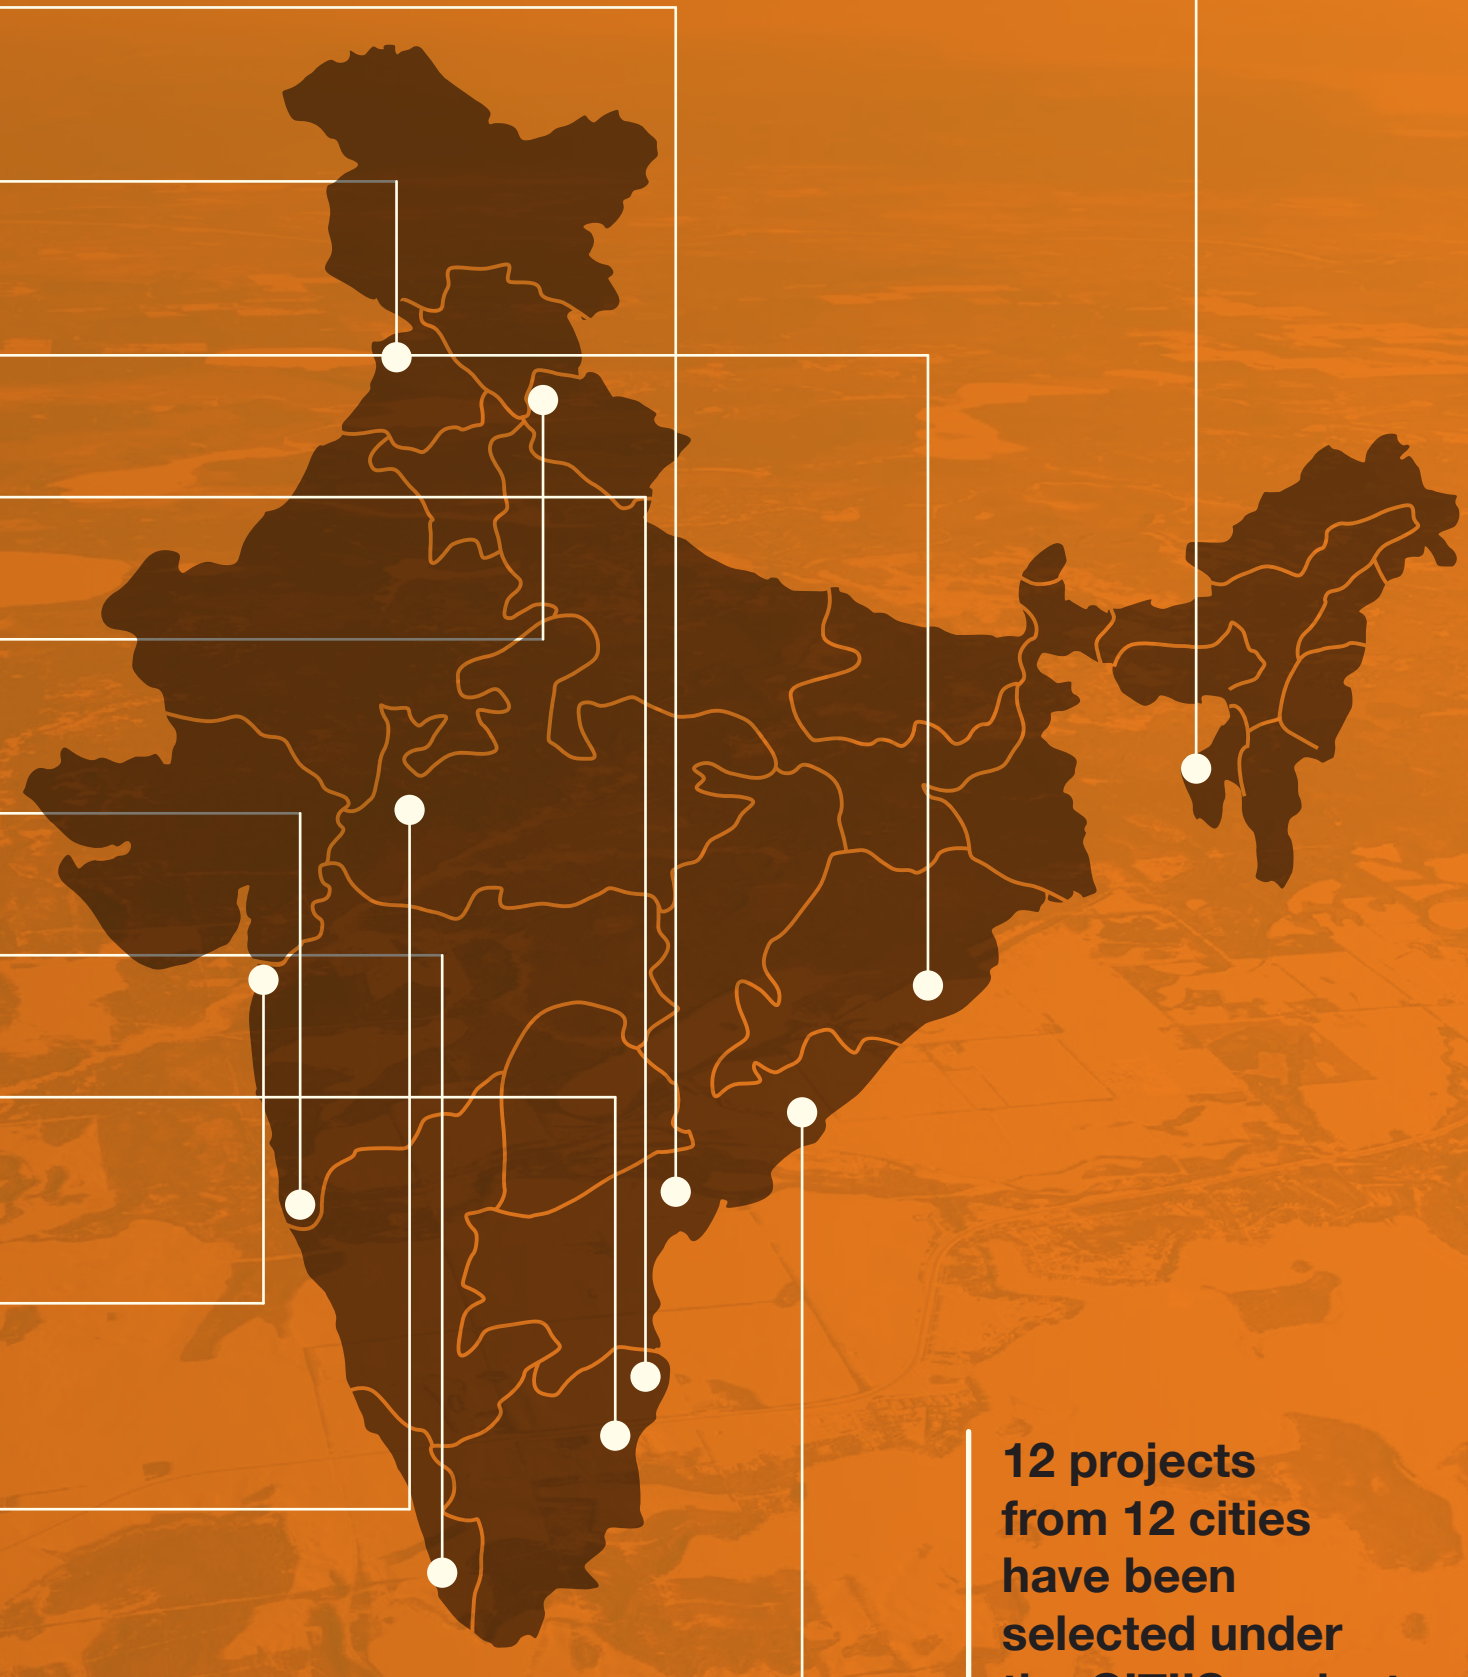 12 projects
from 12 cities
have been
selected under